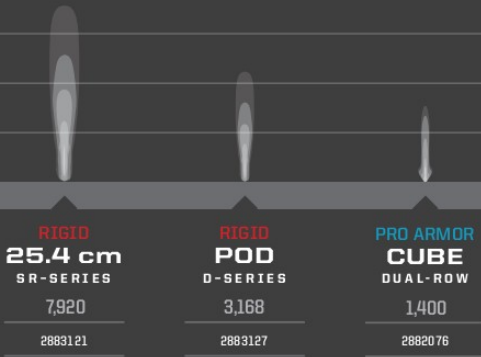 RIGID
25.4 cm
SR-SERIES
7,920
2883121
RIGID
POD
D-SERIES
3,168
2883127
PRO ARMOR
CUBE
DUAL-ROW
1,400
2882076